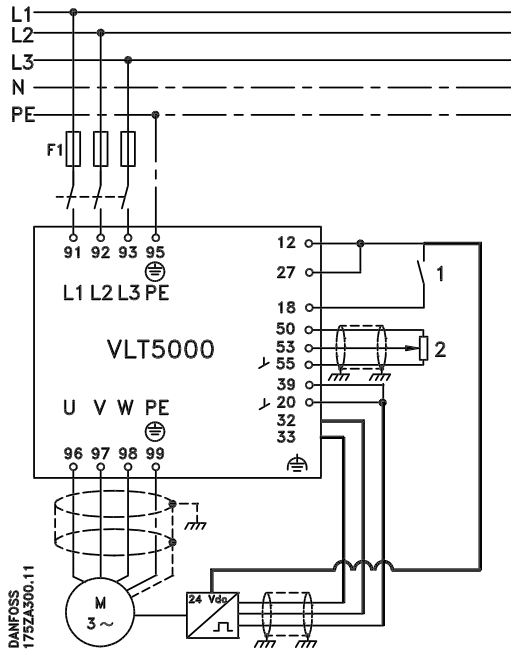 L1
L2
L3
N
PE
F1
91 92 93 95
L1 L2 L3 PE
12
27
18
1
50
53
2
55
39
20
32
33
VLT5000
U V W PE
96 97 98 99
M
3 ~
24 Vdc
DANFOSS
175ZA300.11